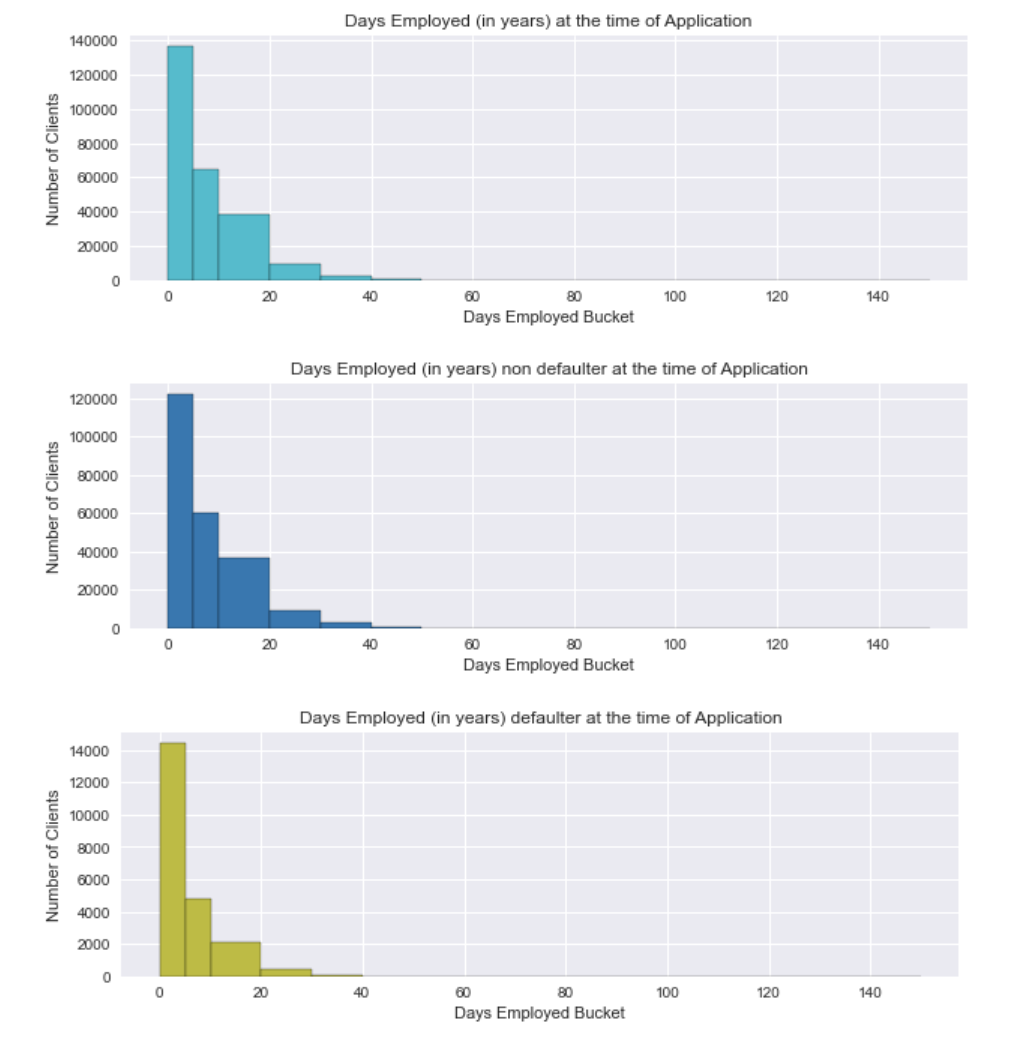 Days Employed (in years) at the time of Application
140000
120000
100000
80000
60000
40000
20000
0
Number of Clients
0 20 40 60 80 100 120 140
Days Employed Bucket
Days Employed (in years) non defaulter at the time of Application
120000
100000
80000
60000
40000
20000
0
Number of Clients
0 20 40 60 80 100 120 140
Days Employed Bucket
Days Employed (in years) defaulter at the time of Application
14000
12000
10000
8000
6000
4000
2000
0
Number of Clients
0 20 40 60 80 100 120 140
Days Employed Bucket